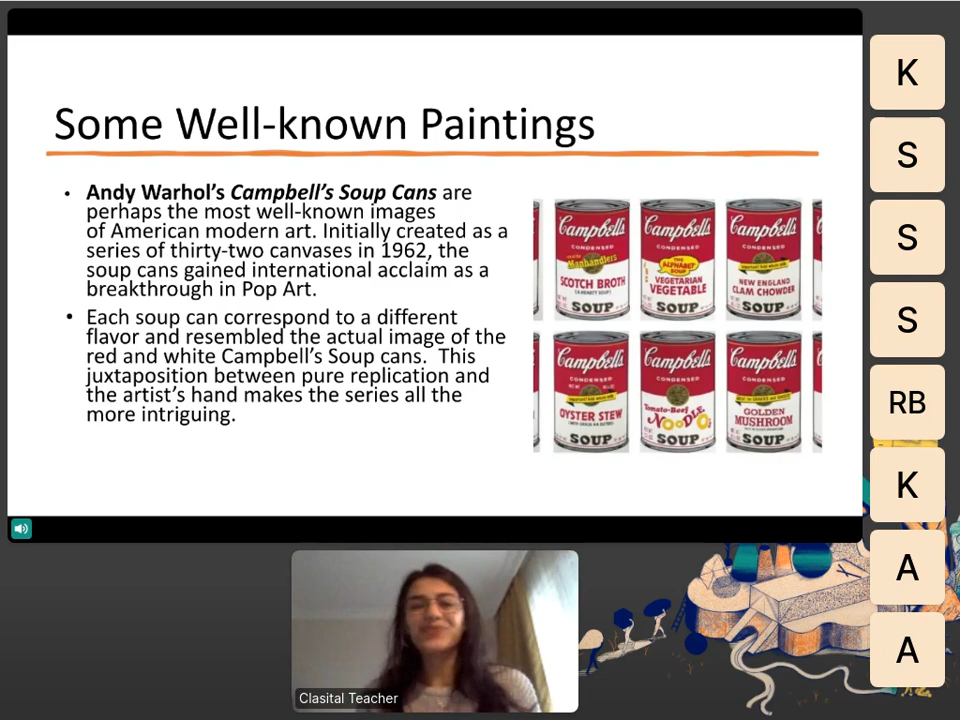 Some Well-known Paintings
• Andy Warhol's Campbell's Soup Cans are
perhaps the most well-known images
of American modern art. Initially created as a
series of thirty-two canvases in 1962, the
soup cans gained international acclaim as a
breakthrough in Pop Art.
• Each soup can correspond to a different
flavor and resembled the actual image of the
red and white Campbell's Soup cans. This
juxtaposition between pure replication and
the artist's hand makes the series all the
more intriguing.
Campbell's
CONDENSED
Manhandlers
SCOTCH BROTH
(A HEARTY SOUP)
SOUP
Campbell's
CONDENSED
ALPHABET
SOUP
VEGETARIAN
VEGETABLE
SOUP
Campbell's
CONDENSED
NEW ENGLAND
CLAM CHOWDER
SOUP
Campbell's
CONDENSED
OYSTER STEW
SOUP
Campbell's
CONDENSED
Tomato-Beef
NOODLE O's
SOUP
Campbell's
CONDENSED
GOLDEN
MUSHROOM
SOUP
K
S
S
S
RB
K
A
A
Clasital Teacher